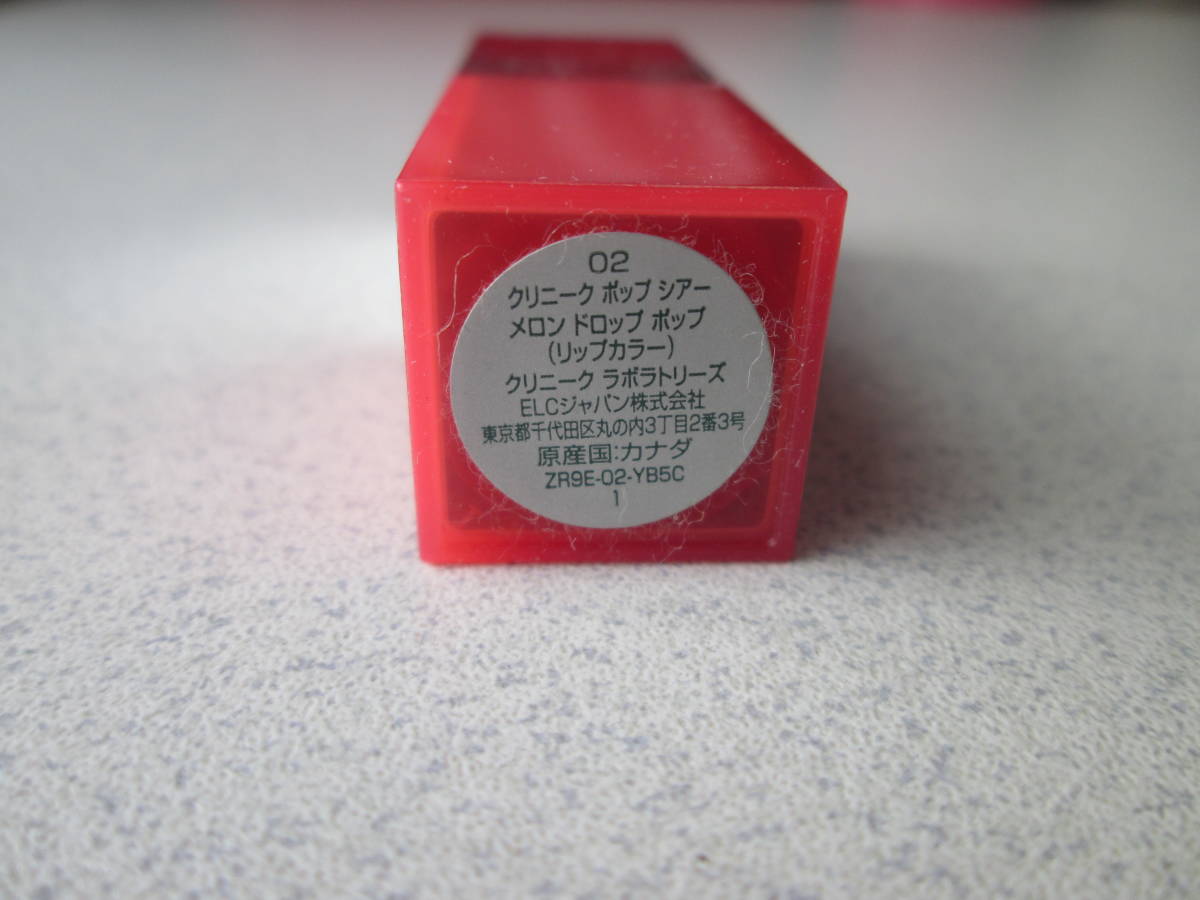 02
クリニーク ポップ シアー
メロン ドロップ ポップ
(リップカラー)
クリニーク ラボラトリーズ
ELCジャパン株式会社
東京都千代田区丸の内3丁目2番3号
原産国:カナダ
ZR9E-02-YB5C
1